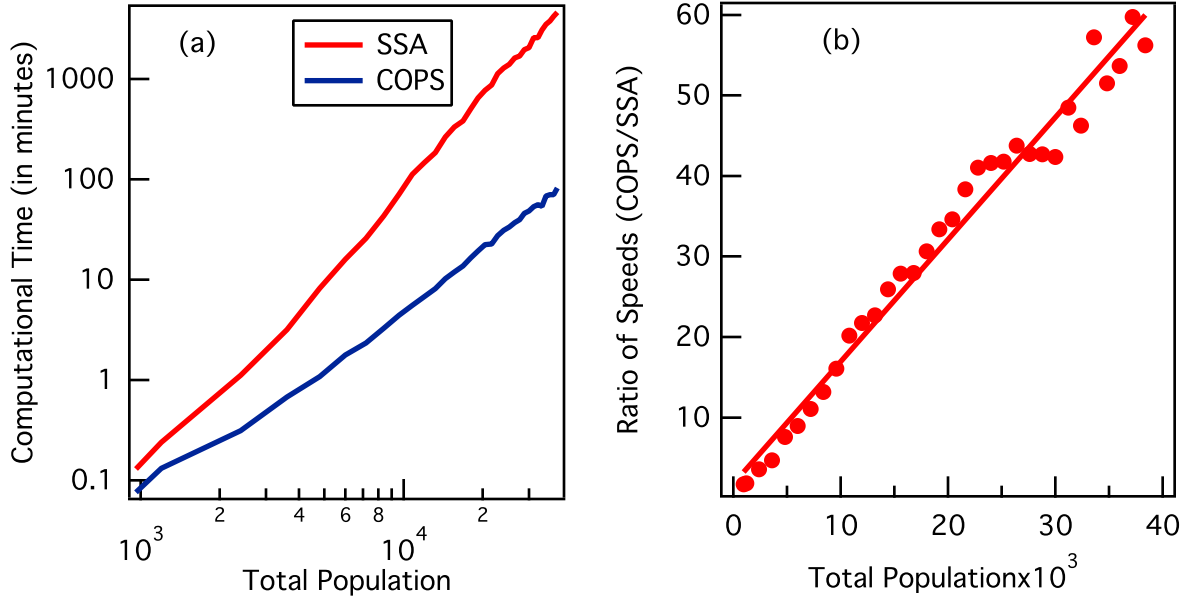 (a)
SSA
COPS
Computational Time (in minutes)
1000
100
10
1
0.1
10³
2
4
6
8
10⁴
2
Total Population
(b)
Ratio of Speeds (COPS/SSA)
60
50
40
30
20
10
0
10
20
30
40
Total Populationx10³